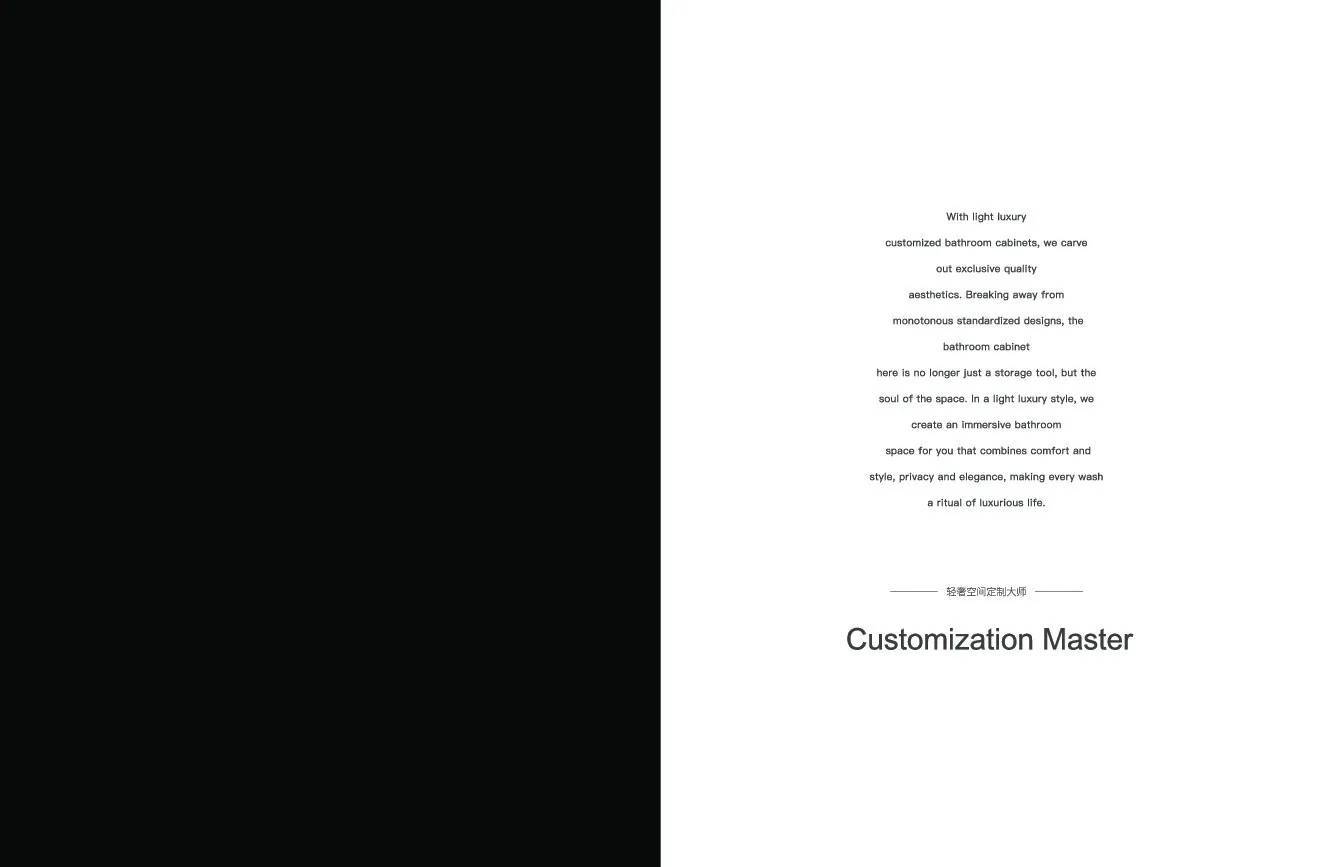 With light luxury
customized bathroom cabinets, we carve
out exclusive quality
aesthetics. Breaking away from
monotonous standardized designs, the
bathroom cabinet
here is no longer just a storage tool, but the
soul of the space. In a light luxury style, we
create an immersive bathroom
space for you that combines comfort and
style, privacy and elegance, making every wash
a ritual of luxurious life.
轻奢空间定制大师
Customization Master